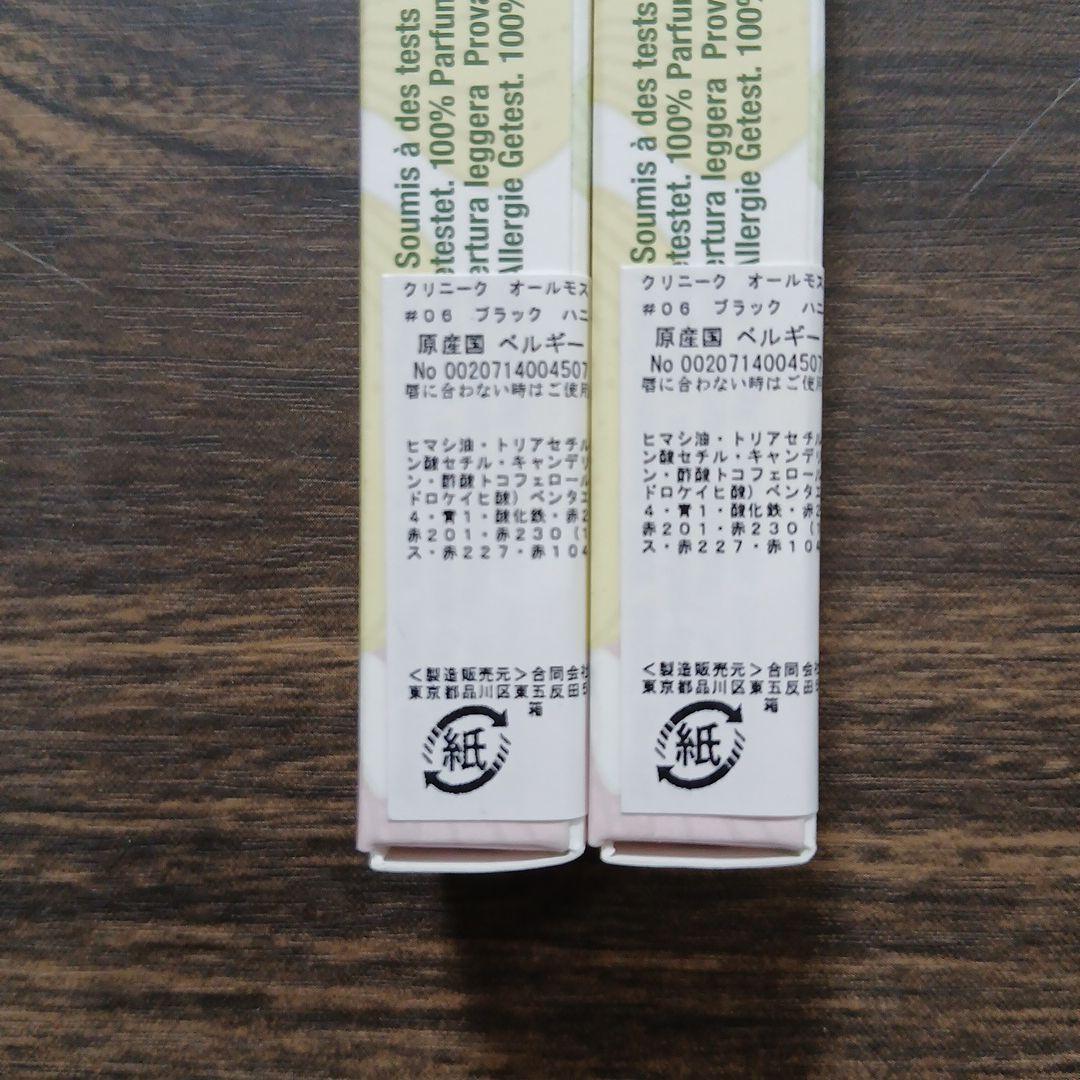 Soumis à des tests
etestet. 100% Parfum
ertura leggera Prova
Allergie Getest. 100%
クリニーク オールモス
#06 ブラック ハニ
原産国 ベルギー
No 0020714004507
唇に合わない時はご使用
ヒマシ油・トリアセチル
ン酸セチル・キャンデリ
ン・酢酸トコフェロール
ドロケイヒ酸）ペンタエ
4・青1・酸化鉄・赤2
赤201・赤230（1
ス・赤227・赤104
＜製造販売元＞合同会社
東京都品川区東五反田5
箱
紙
Soumis à des tests
etestet. 100% Parfum
ertura leggera Prova
Allergie Getest. 100%
クリニーク オールモス
#06 ブラック ハニ
原産国 ベルギー
No 0020714004507
唇に合わない時はご使用
ヒマシ油・トリアセチル
ン酸セチル・キャンデリ
ン・酢酸トコフェロール
ドロケイヒ酸）ペンタエ
4・青1・酸化鉄・赤2
赤201・赤230（1
ス・赤227・赤104
＜製造販売元＞合同会社
東京都品川区東五反田5
箱
紙